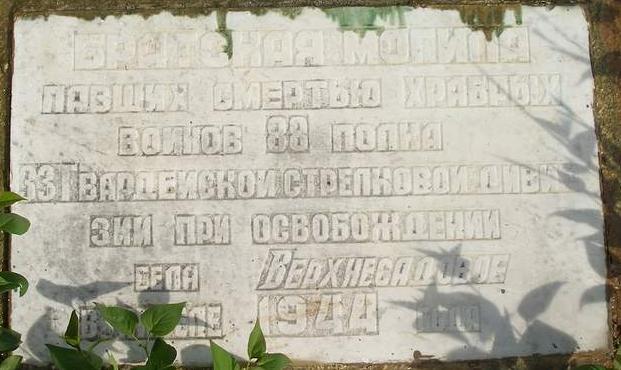 БРАТСКАЯ МОГИЛА
ПАВШИХ СМЕРТЬЮ ХРАБРЫХ
ВОИНОВ 88 ПОЛКА
33 ГВАРДЕЙСКОЙ СТРЕЛКОВОЙ ДИВИ
ЗИИ ПРИ ОСВОБОЖДЕНИИ
СЕЛА ВЕРХНЕСАДОВОЕ
1944 ГОДА